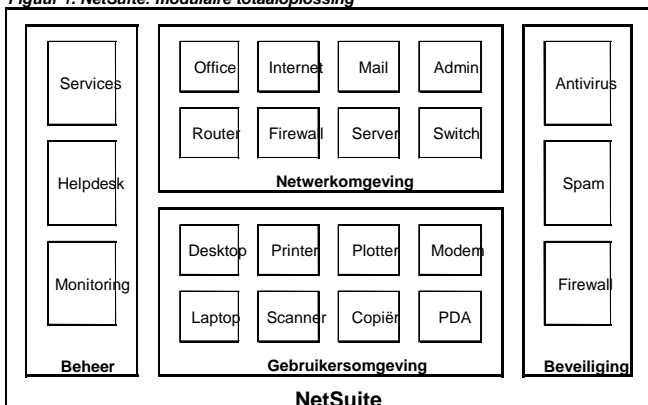 Figuur 1. NetSuite: modulaire totaaloplossing
Services
Helpdesk
Monitoring
Beheer
Office Internet Mail Admin
Router Firewall Server Switch
Netwerkomgeving
Desktop Printer Plotter Modem
Laptop Scanner Copiër PDA
Gebruikersomgeving
Antivirus
Spam
Firewall
Beveiliging
NetSuite